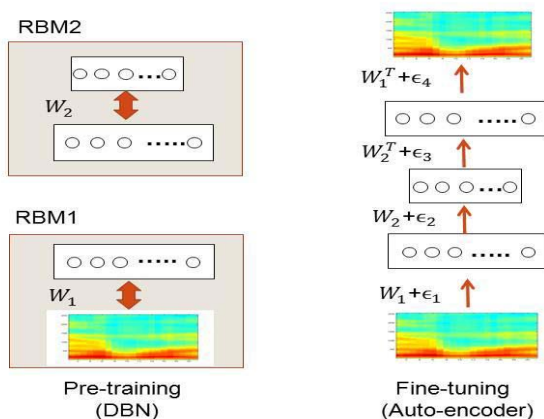 RBM2
W₂
RBM1
W₁
Pre-training
(DBN)
W₁ᵀ+ϵ₄
W₂ᵀ+ϵ₃
W₂+ϵ₂
W₁+ϵ₁
Fine-tuning
(Auto-encoder)